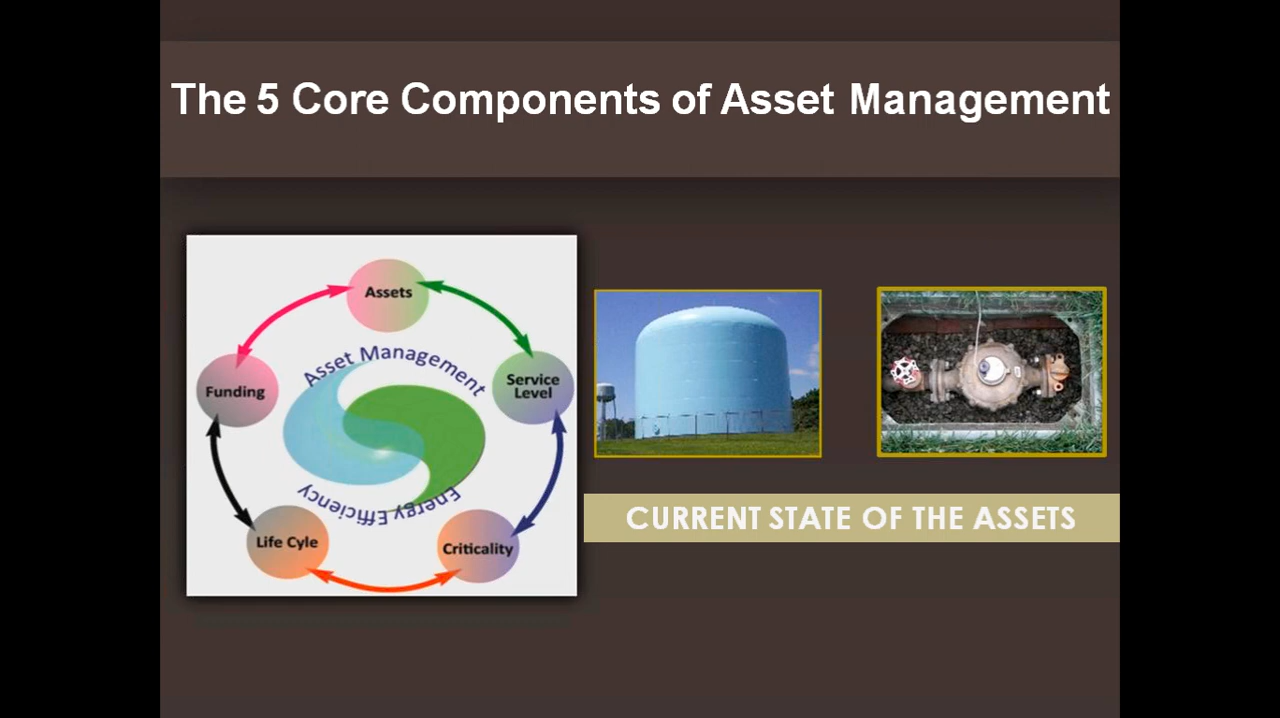 The 5 Core Components of Asset Management
Assets
Asset Management
Funding
Service
Level
Energy Efficiency
Life Cyle
Criticality
CURRENT STATE OF THE ASSETS